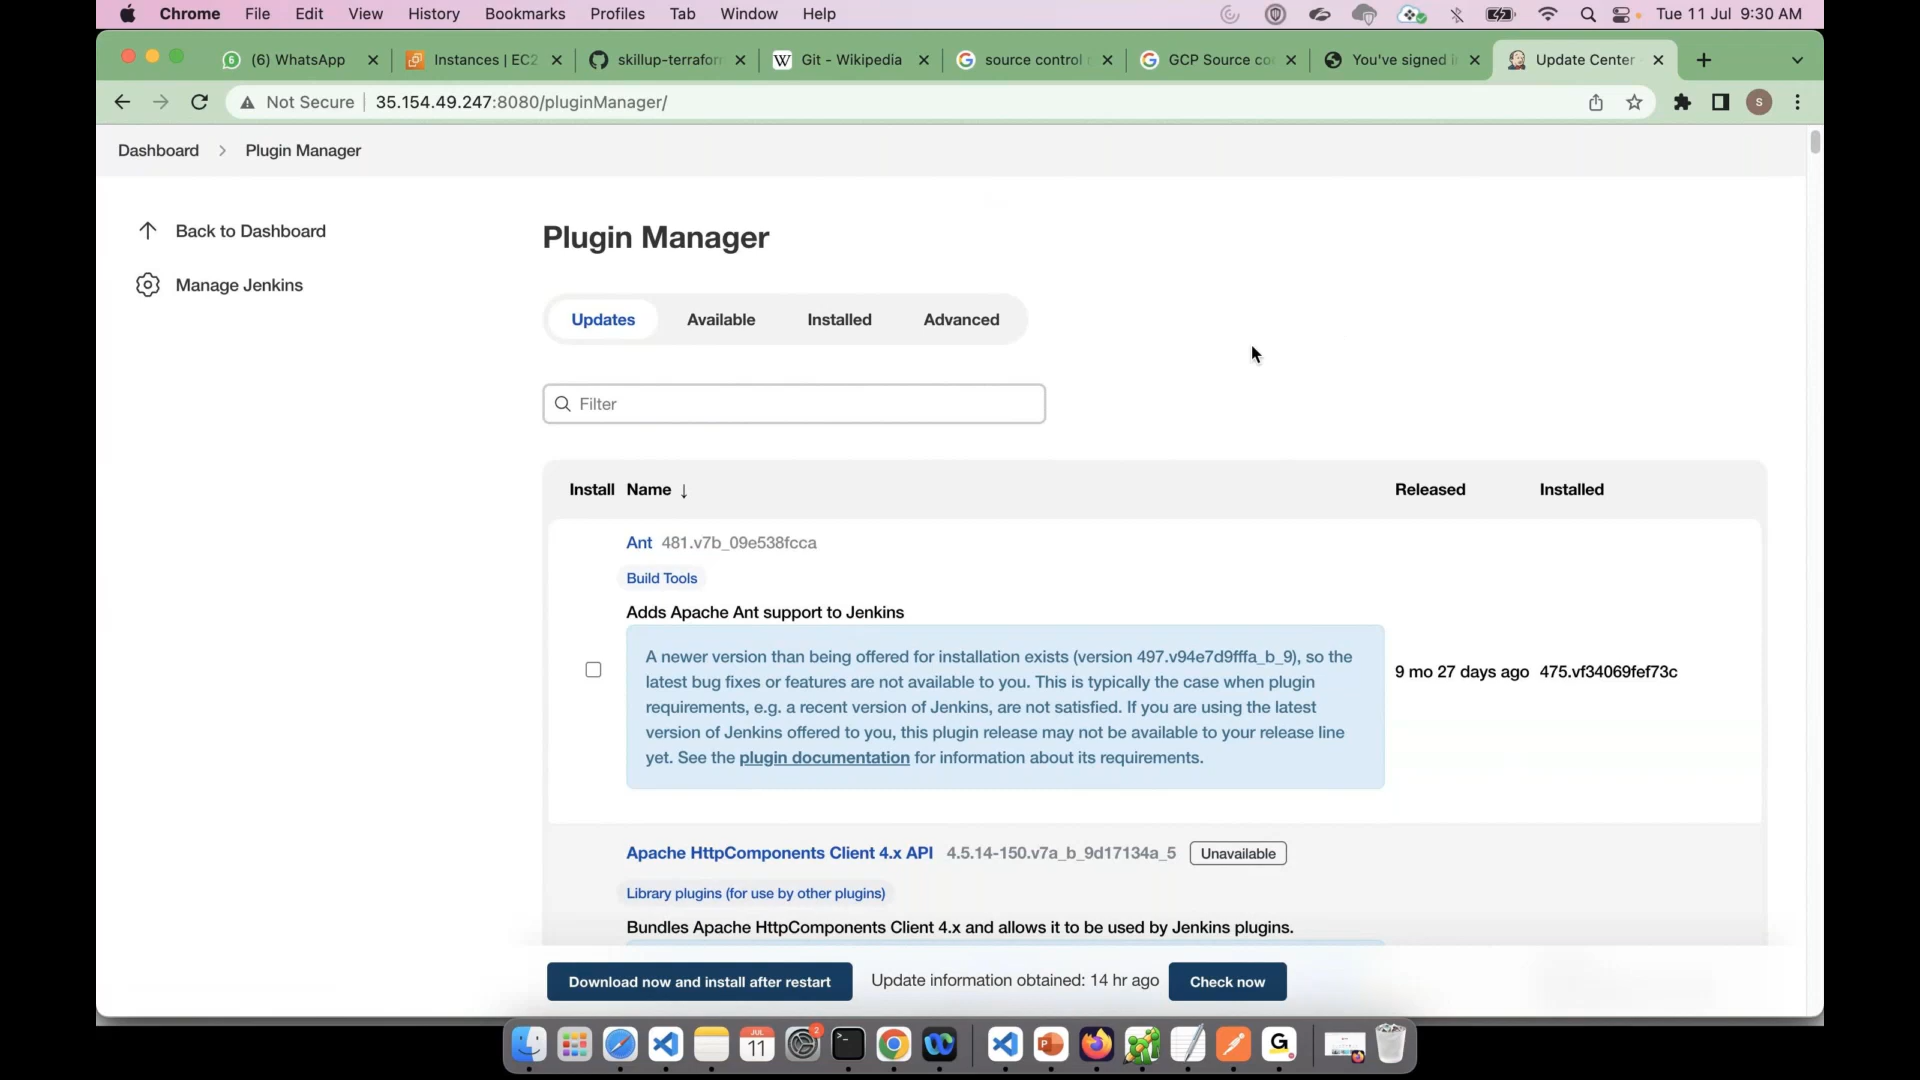 Chrome File Edit View History Bookmarks Profiles Tab Window Help Tue 11 Jul 9:30 AM
(6) WhatsApp Instances | EC2 skillup-terrafor Git - Wikipedia source control GCP Source co You've signed i Update Center
Not Secure 35.154.49.247:8080/pluginManager/ s
Dashboard > Plugin Manager
Back to Dashboard
Manage Jenkins
Plugin Manager
Updates Available Installed Advanced
Filter
Install Name ↓ Released Installed
Ant 481.v7b_09e538fcca
Build Tools
Adds Apache Ant support to Jenkins
A newer version than being offered for installation exists (version 497.v94e7d9fffa_b_9), so the
latest bug fixes or features are not available to you. This is typically the case when plugin
requirements, e.g. a recent version of Jenkins, are not satisfied. If you are using the latest
version of Jenkins offered to you, this plugin release may not be available to your release line
yet. See the plugin documentation for information about its requirements.
9 mo 27 days ago 475.vf34069fef73c
Apache HttpComponents Client 4.x API 4.5.14-150.v7a_b_9d17134a_5 Unavailable
Library plugins (for use by other plugins)
Bundles Apache HttpComponents Client 4.x and allows it to be used by Jenkins plugins.
Download now and install after restart Update information obtained: 14 hr ago Check now
JUL
11
2